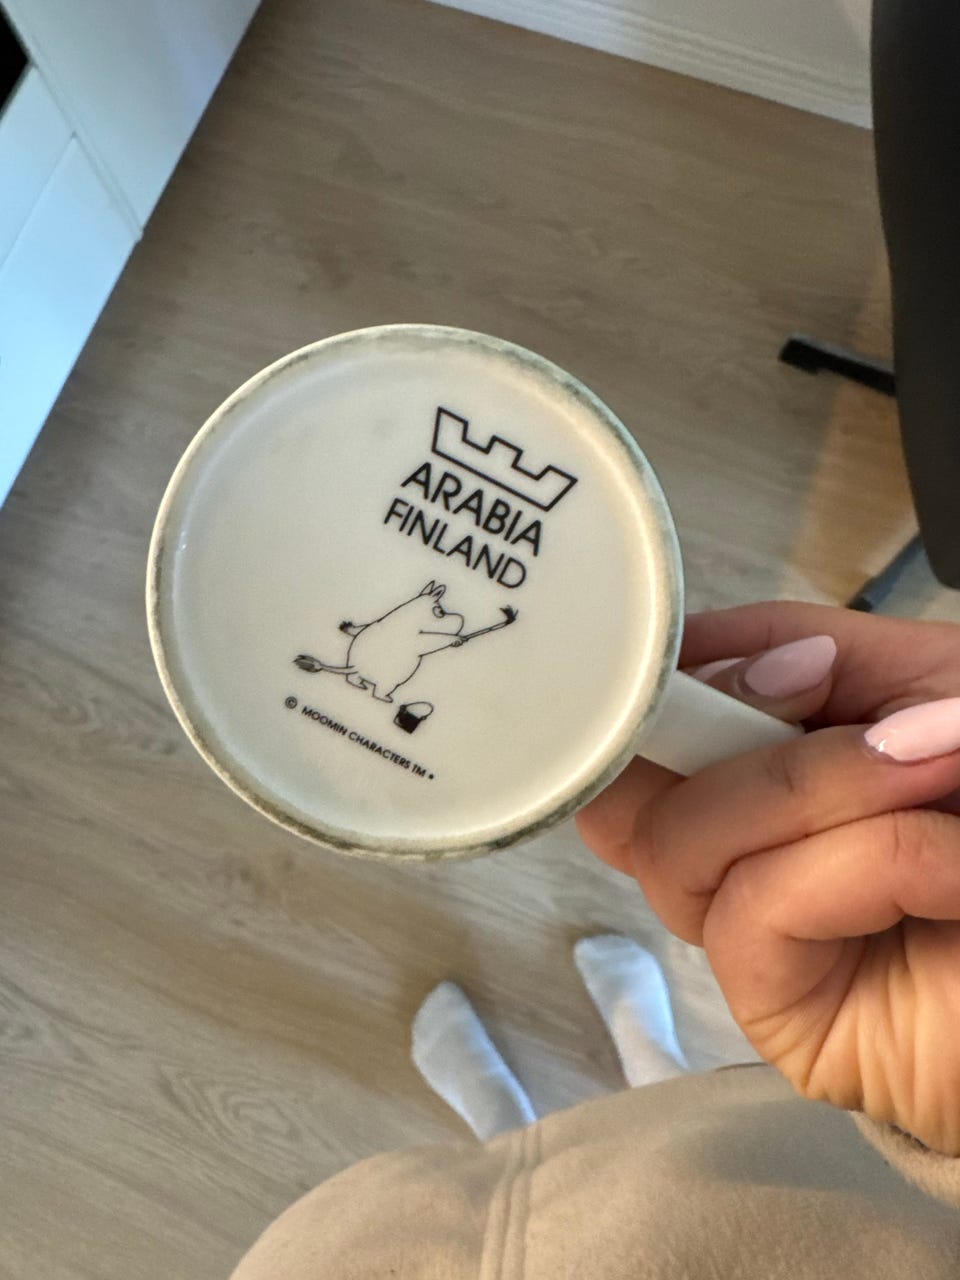 ARABIA
FINLAND
© MOOMIN CHARACTERS TM •